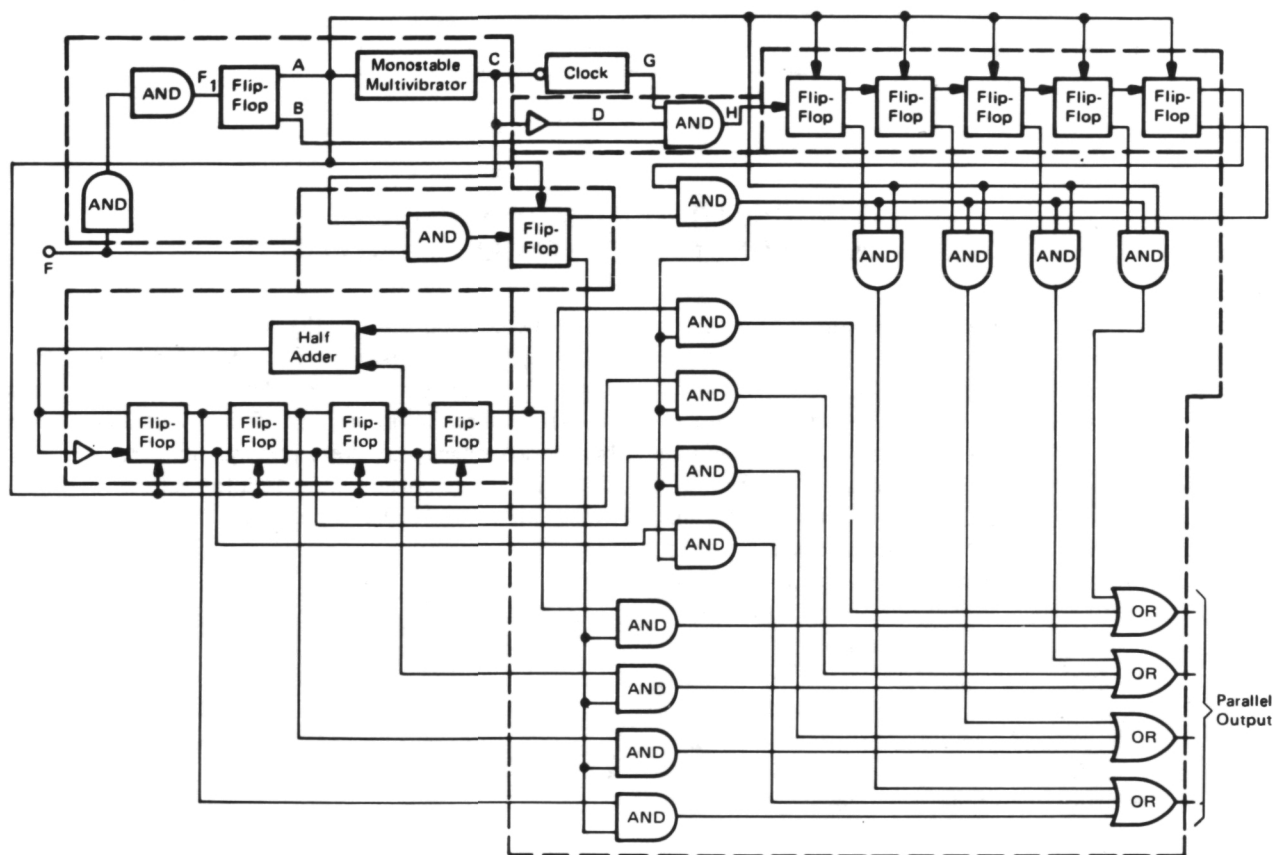 A
Monostable
Multivibrator
C
Clock
G
AND
F1
Flip-
Flop
B
D
AND
H
Flip-
Flop
Flip-
Flop
Flip-
Flop
Flip-
Flop
Flip-
Flop
AND
AND
Flip-
Flop
AND
F
AND
AND
AND
AND
Half
Adder
AND
Flip-
Flop
Flip-
Flop
Flip-
Flop
Flip-
Flop
AND
AND
AND
AND
OR
AND
OR
Parallel
Output
AND
OR
AND
OR